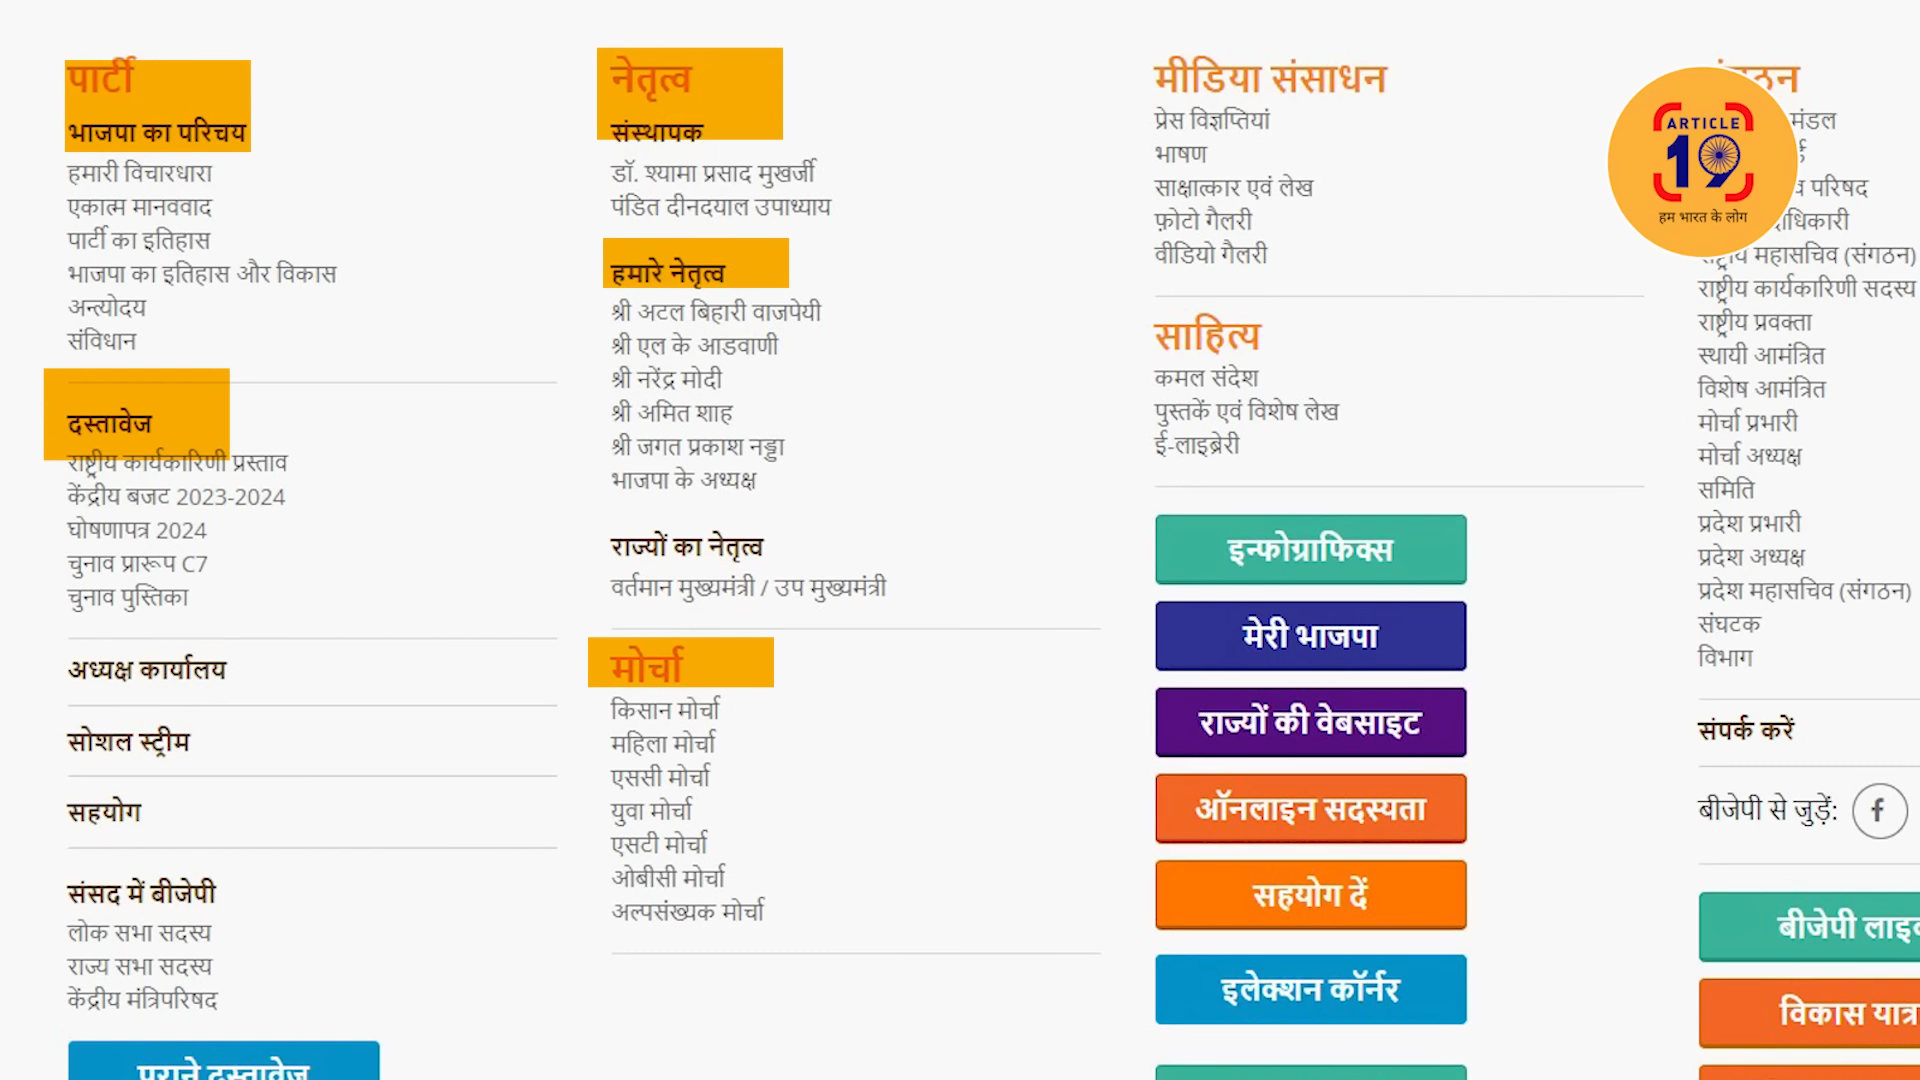 पार्टी
भाजपा का परिचय
हमारी विचारधारा
एकात्म मानववाद
पार्टी का इतिहास
भाजपा का इतिहास और विकास
अन्त्योदय
संविधान
दस्तावेज
राष्ट्रीय कार्यकारिणी प्रस्ताव
केंद्रीय बजट 2023-2024
घोषणापत्र 2024
चुनाव प्रारूप C7
चुनाव पुस्तिका
अध्यक्ष कार्यालय
सोशल स्ट्रीम
सहयोग
संसद में बीजेपी
लोक सभा सदस्य
राज्य सभा सदस्य
केंद्रीय मंत्रिपरिषद
पुराने दस्तावेज
नेतृत्व
संस्थापक
डॉ. श्यामा प्रसाद मुखर्जी
पंडित दीनदयाल उपाध्याय
हमारे नेतृत्व
श्री अटल बिहारी वाजपेयी
श्री एल के आडवाणी
श्री नरेंद्र मोदी
श्री अमित शाह
श्री जगत प्रकाश नड्डा
भाजपा के अध्यक्ष
राज्यों का नेतृत्व
वर्तमान मुख्यमंत्री / उप मुख्यमंत्री
मोर्चा
किसान मोर्चा
महिला मोर्चा
एससी मोर्चा
युवा मोर्चा
एसटी मोर्चा
ओबीसी मोर्चा
अल्पसंख्यक मोर्चा
मीडिया संसाधन
प्रेस विज्ञप्तियां
भाषण
साक्षात्कार एवं लेख
फ़ोटो गैलरी
वीडियो गैलरी
साहित्य
कमल संदेश
पुस्तकें एवं विशेष लेख
ई-लाइब्रेरी
इन्फोग्राफिक्स
मेरी भाजपा
राज्यों की वेबसाइट
ऑनलाइन सदस्यता
सहयोग दें
इलेक्शन कॉर्नर
ARTICLE
19
हम भारत के लोग
मंडल
परिषद
राष्ट्रीय महासचिव (संगठन)
राष्ट्रीय कार्यकारिणी सदस्य
राष्ट्रीय प्रवक्ता
स्थायी आमंत्रित
विशेष आमंत्रित
मोर्चा प्रभारी
मोर्चा अध्यक्ष
समिति
प्रदेश प्रभारी
प्रदेश अध्यक्ष
प्रदेश महासचिव (संगठन)
संघटक
विभाग
संपर्क करें
बीजेपी से जुड़ें: f
बीजेपी
विकास